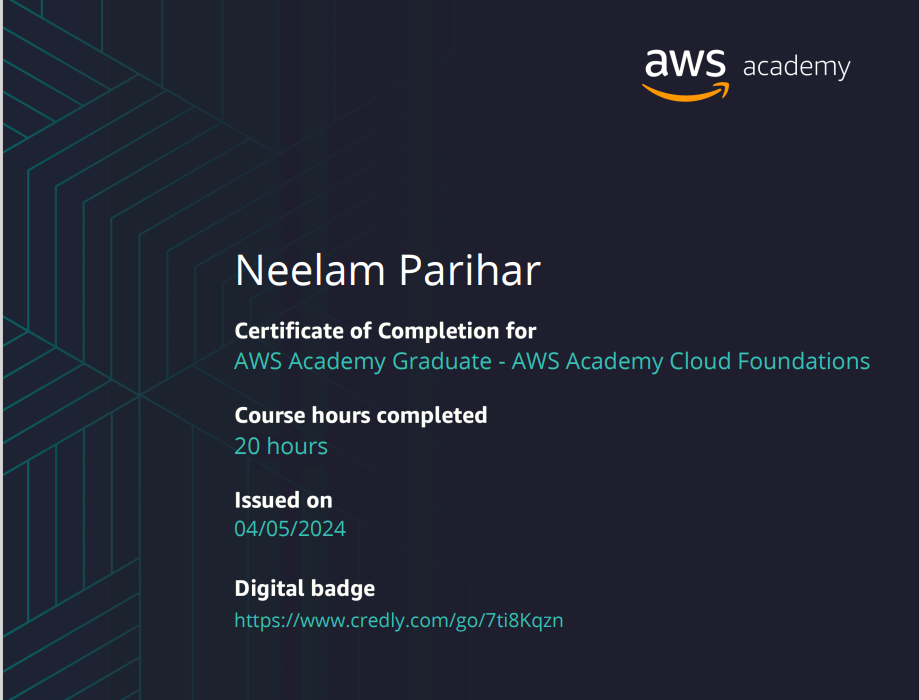 aws academy
Neelam Parihar
Certificate of Completion for
AWS Academy Graduate - AWS Academy Cloud Foundations
Course hours completed
20 hours
Issued on
04/05/2024
Digital badge
https://www.credly.com/go/7ti8Kqzn